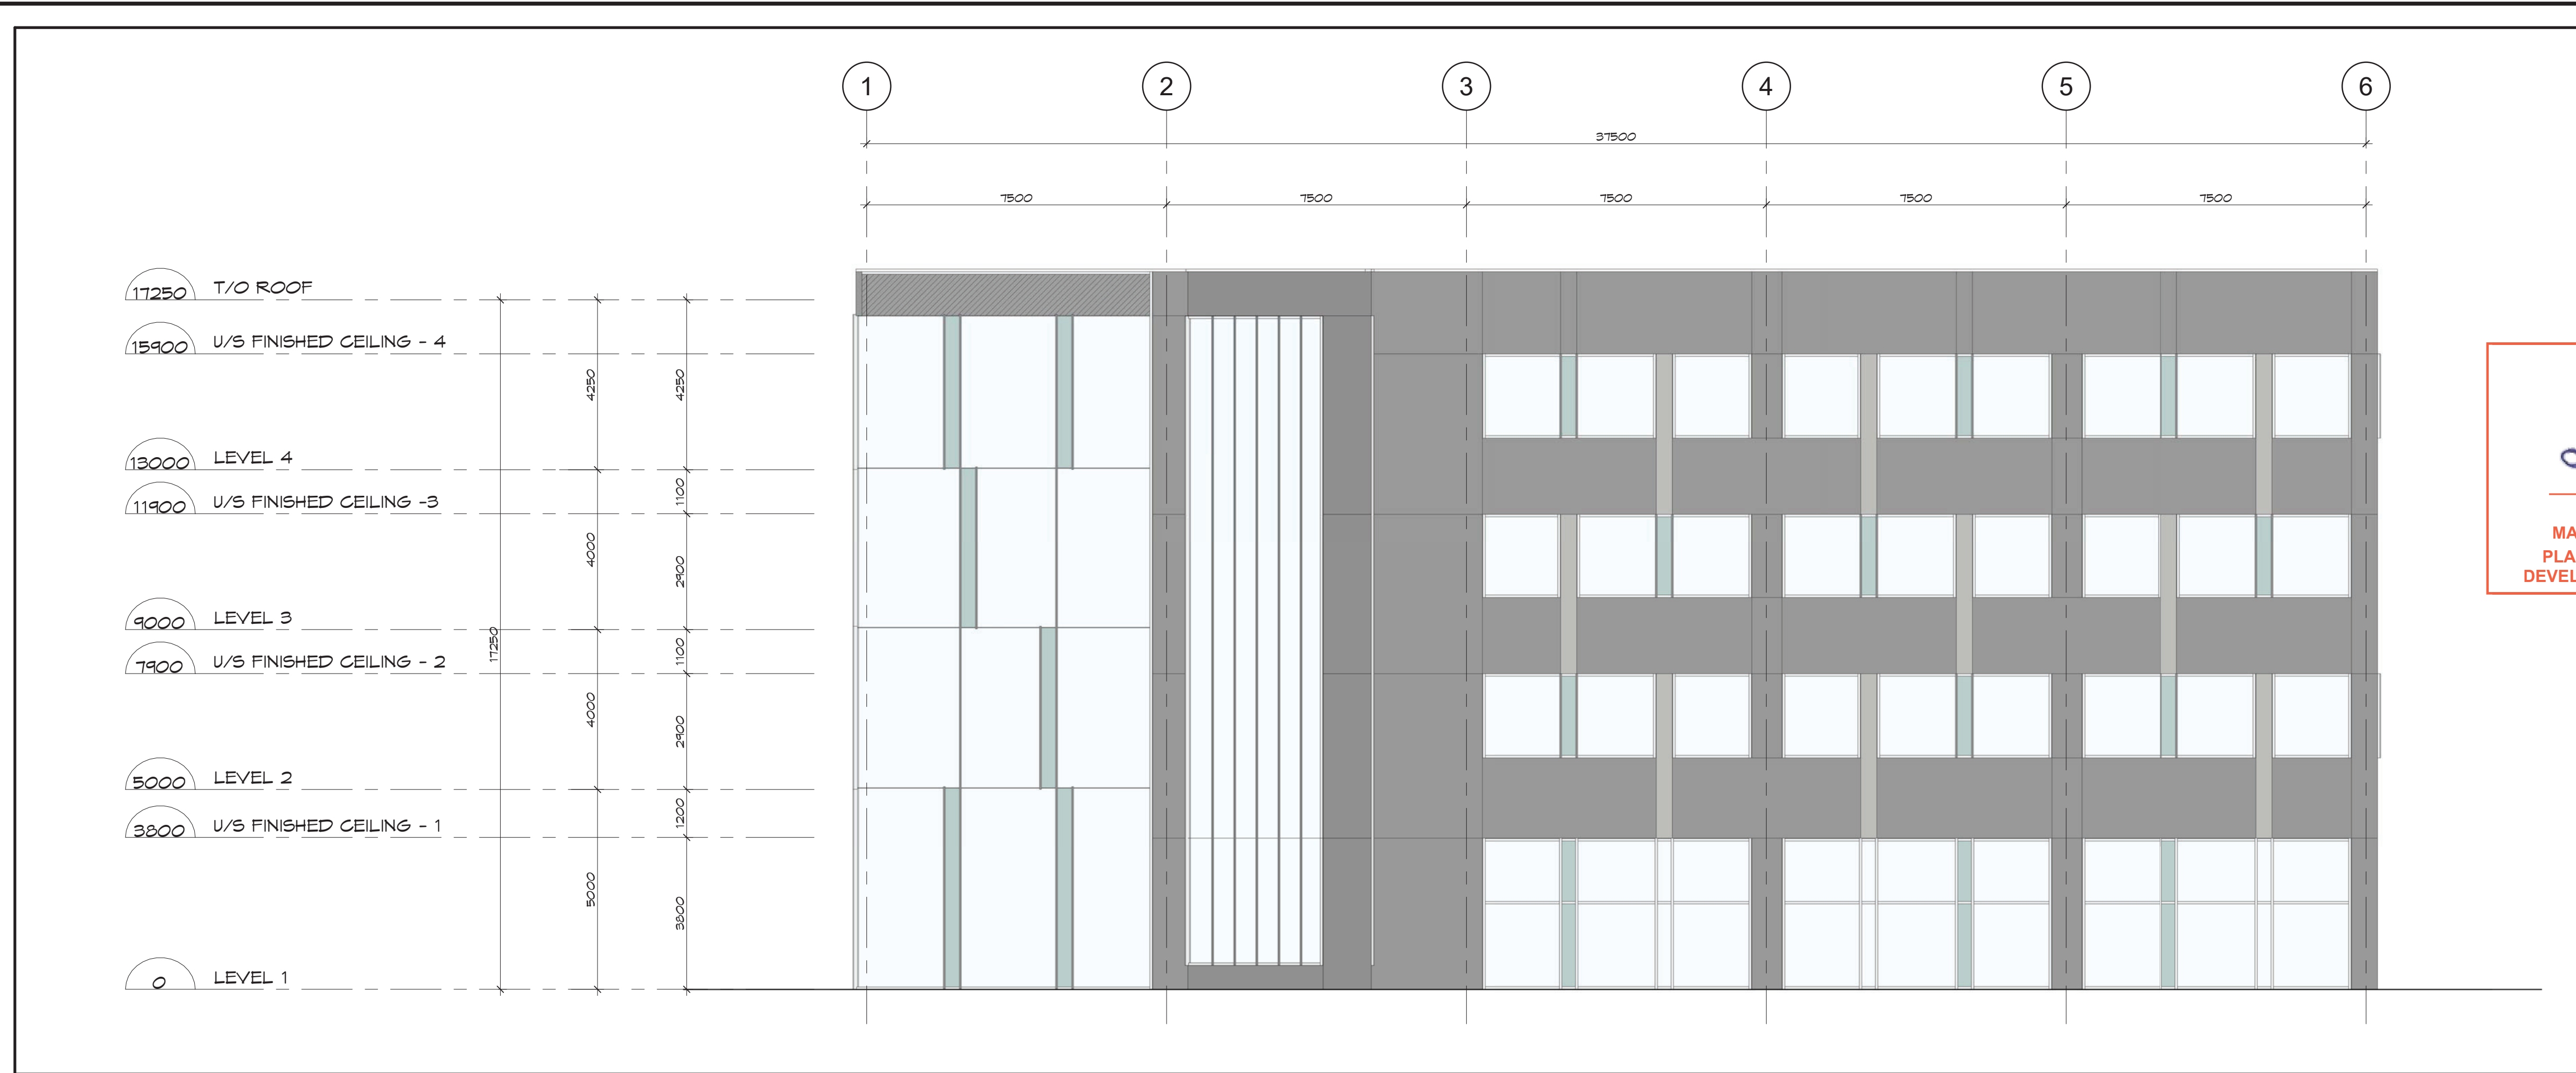 1 2 3 4 5 6
37500
7500 7500 7500 7500 7500
17250 T/O ROOF
15900 U/S FINISHED CEILING - 4
4250 4250
13000 LEVEL 4
1100
11900 U/S FINISHED CEILING -3
4000 2900
9000 LEVEL 3
17250 1100
7900 U/S FINISHED CEILING - 2
4000 2900
5000 LEVEL 2
1200
3800 U/S FINISHED CEILING - 1
5000 3800
0 LEVEL 1
MA
PLA
DEVEL